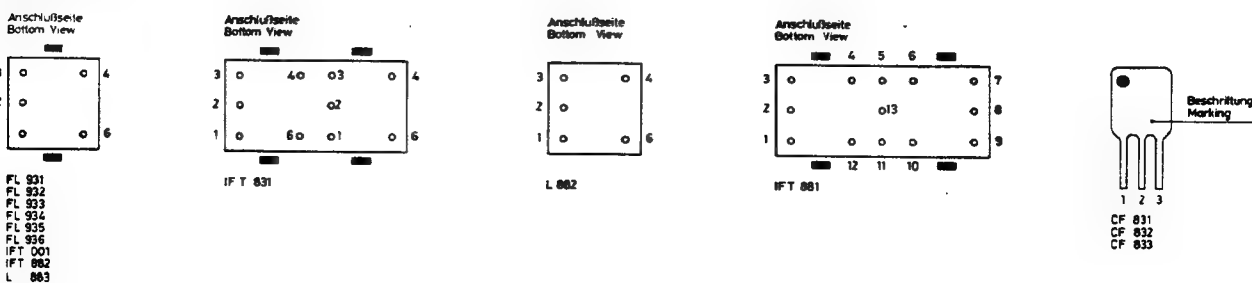 Anschlußseite
Bottom View
3 4
2
6
FL 931
FL 932
FL 933
FL 934
FL 935
FL 936
IFT 001
IFT 882
L 883
Anschlußseite
Bottom View
3 4 3 4
2 2
1 6 1 6
IFT 831
Anschlußseite
Bottom View
3 4
2
1 6
L 882
Anschlußseite
Bottom View
4 5 6
3 7
2 13 8
1 9
12 11 10
IFT 881
Beschriftung
Marking
1 2 3
CF 831
CF 832
CF 833